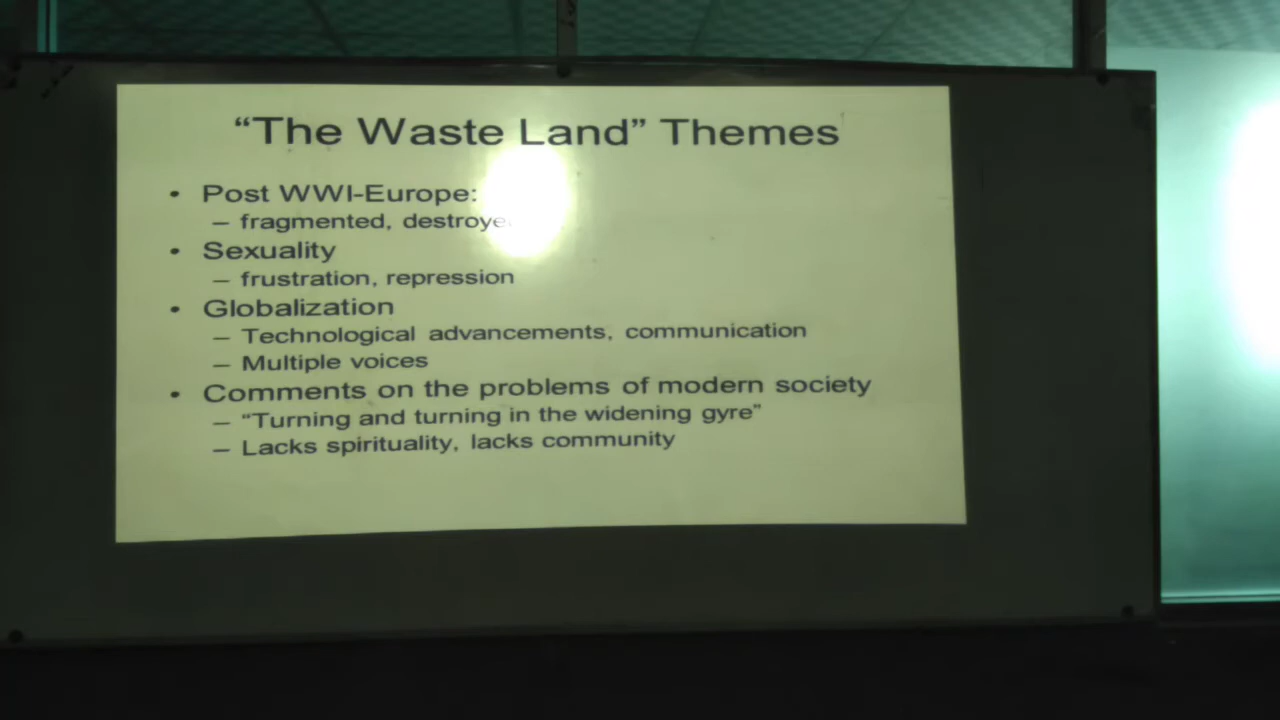 “The Waste Land” Themes
• Post WWI-Europe:
– fragmented,
• Sexuality
– frustration, repression
• Globalization
– Technological advancements, communication
– Multiple voices
• Comments on the problems of modern society
– “Turning and turning in the widening gyre”
– Lacks spirituality, lacks community